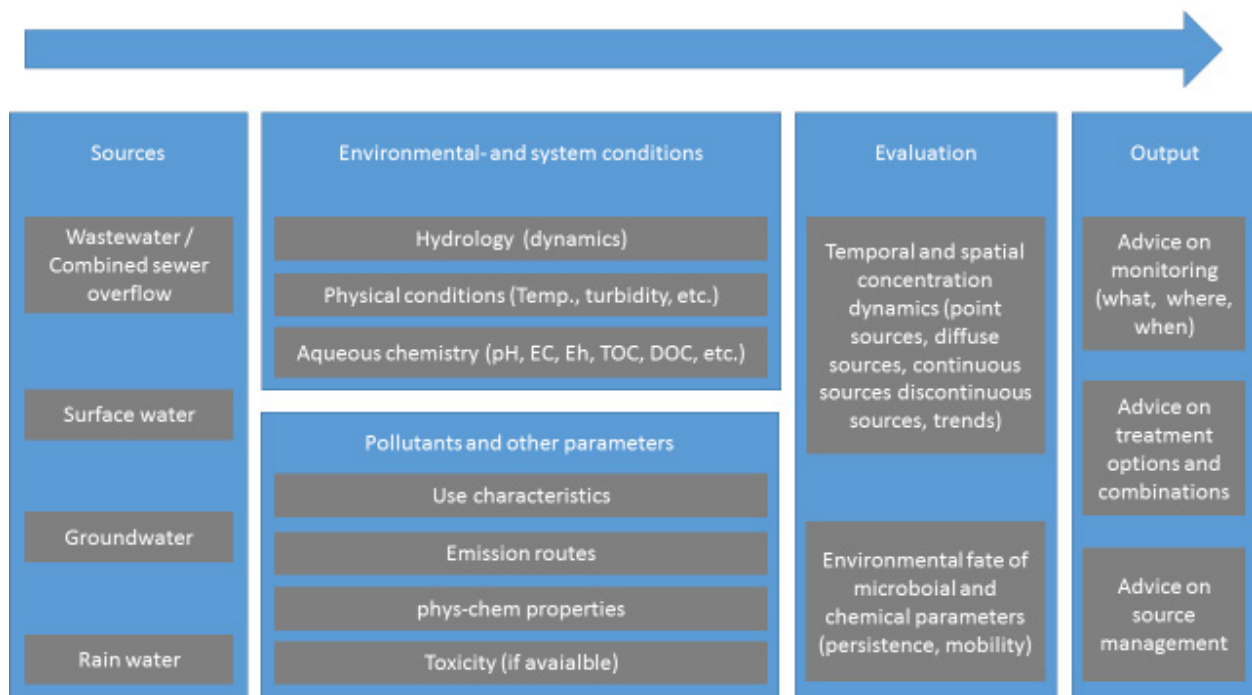 Sources
Wastewater /
Combined sewer
overflow
Surface water
Groundwater
Rain water
Environmental- and system conditions
Hydrology (dynamics)
Physical conditions (Temp., turbidity, etc.)
Aqueous chemistry (pH, EC, Eh, TOC, DOC, etc.)
Pollutants and other parameters
Use characteristics
Emission routes
phys-chem properties
Toxicity (if avaialble)
Evaluation
Temporal and spatial
concentration
dynamics (point
sources, diffuse
sources, continuous
sources discontinuous
sources, trends)
Environmental fate of
microboial and
chemical parameters
(persistence, mobility)
Output
Advice on
monitoring
(what, where,
when)
Advice on
treatment
options and
combinations
Advice on
source
management